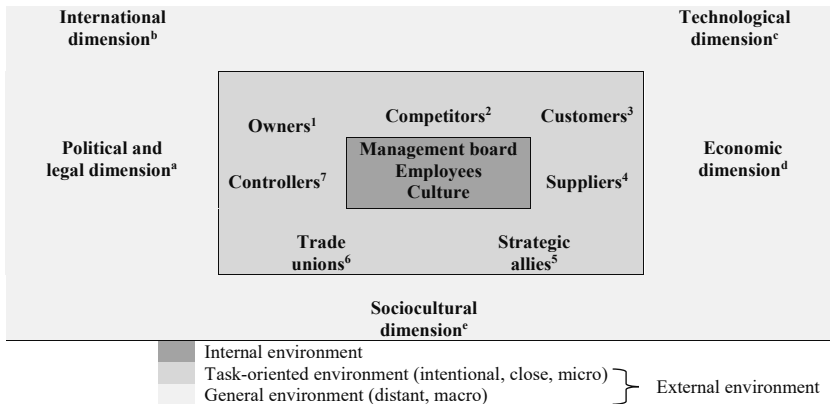 International
dimensionᵇ
Technological
dimensionᶜ
Owners¹
Competitors²
Customers³
Political and
legal dimensionᵃ
Management board
Employees
Culture
Economic
dimensionᵈ
Controllers⁷
Suppliers⁴
Trade
unions⁶
Strategic
allies⁵
Sociocultural
dimensionᵉ
Internal environment
Task-oriented environment (intentional, close, micro)
General environment (distant, macro)
External environment